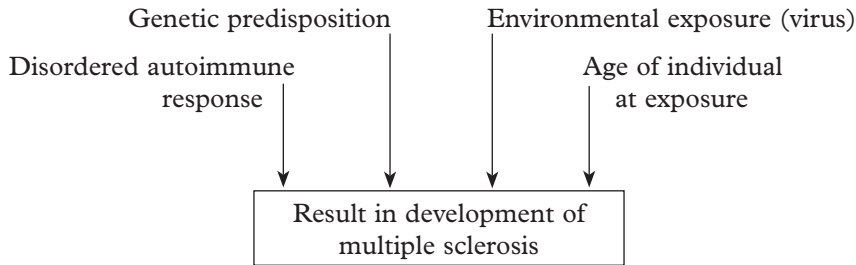 Genetic predisposition
Environmental exposure (virus)
Disordered autoimmune
response
Age of individual
at exposure
Result in development of
multiple sclerosis